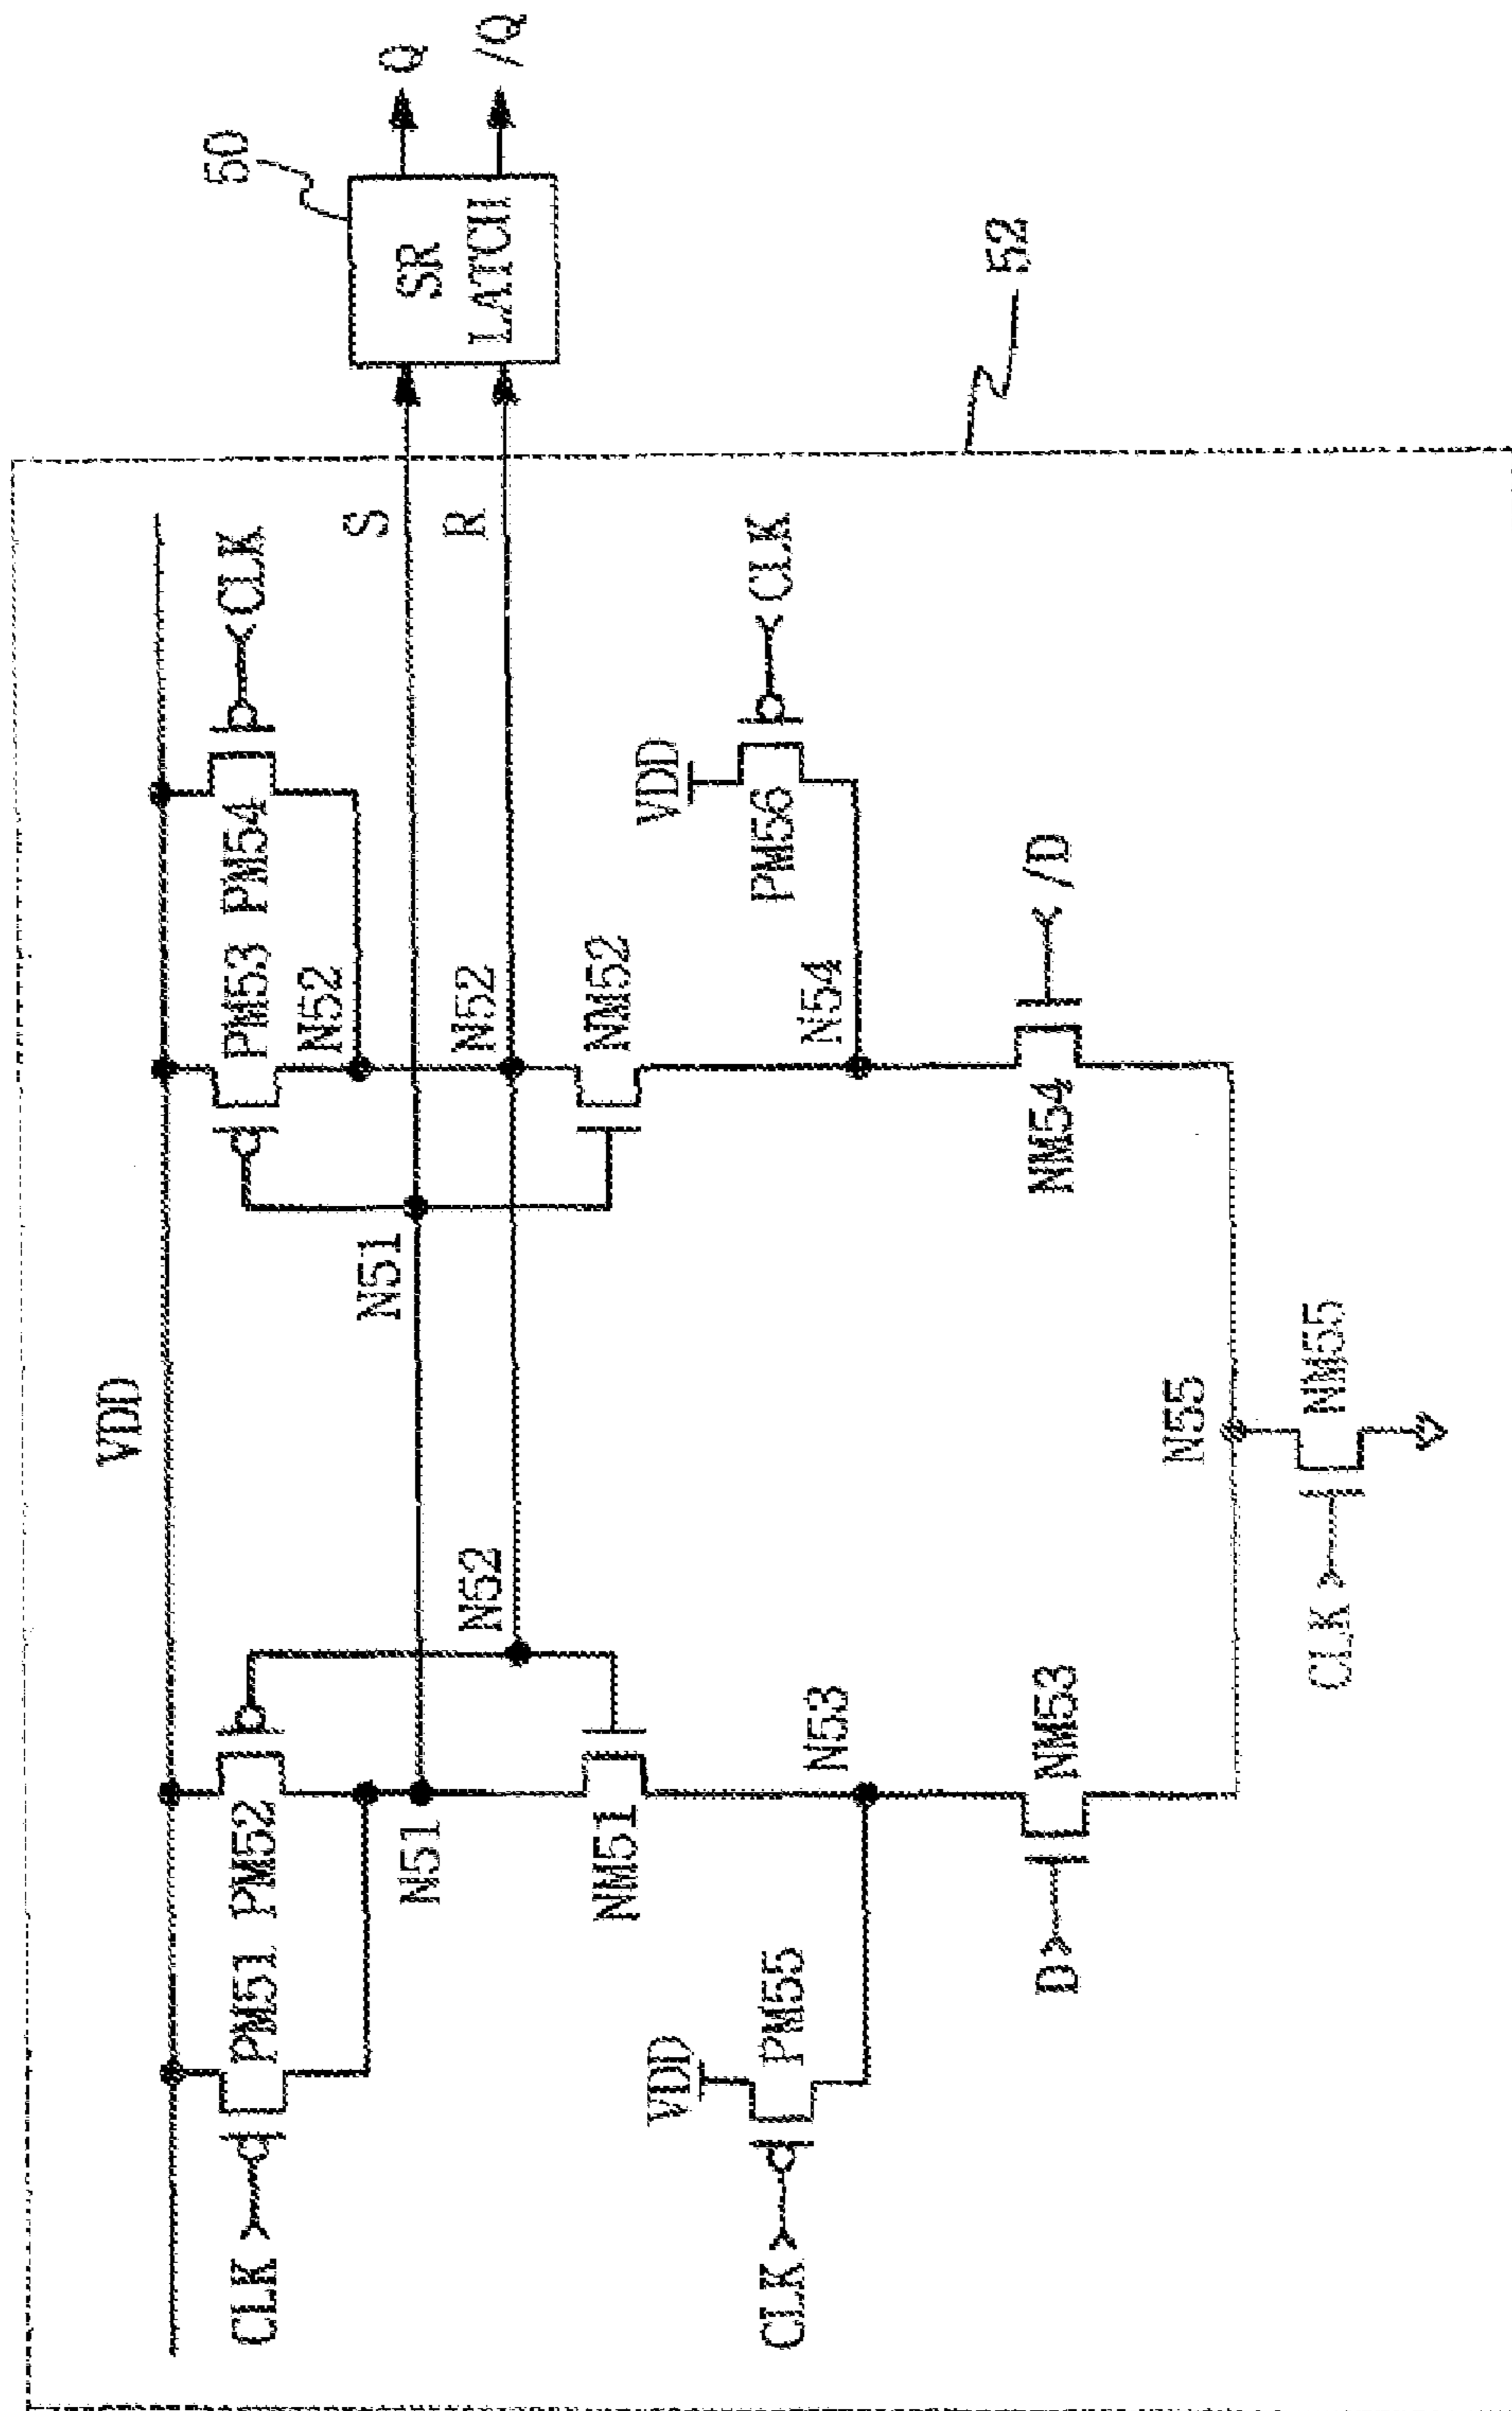 VDD
CLK
PM51 PM52
PM53 PM54
CLK
N52
N51
N51
S
N52
N52
R
50
SR
LATCH
Q
/Q
NM51
NM52
VDD
VDD
CLK
PM55
N53
N54
PM56
CLK
D
NM53
NM54
/D
N55
CLK
NM55
52